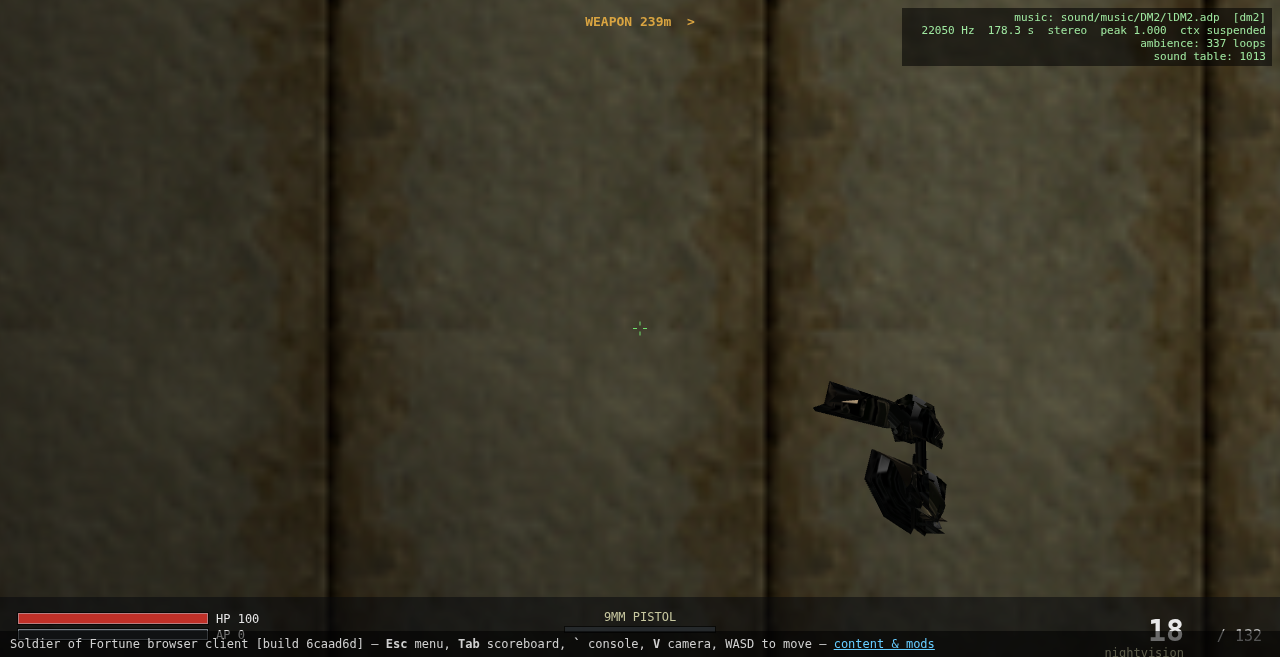 WEAPON 239m >
music: sound/music/DM2/lDM2.adp [dm2]
22050 Hz 178.3 s stereo peak 1.000 ctx suspended
ambience: 337 loops
sound table: 1013
HP 100
AP 0
9MM PISTOL
18 / 132
nightvision
Soldier of Fortune browser client [build 6caad6d] — Esc menu, Tab scoreboard, ` console, V camera, WASD to move — content & mods